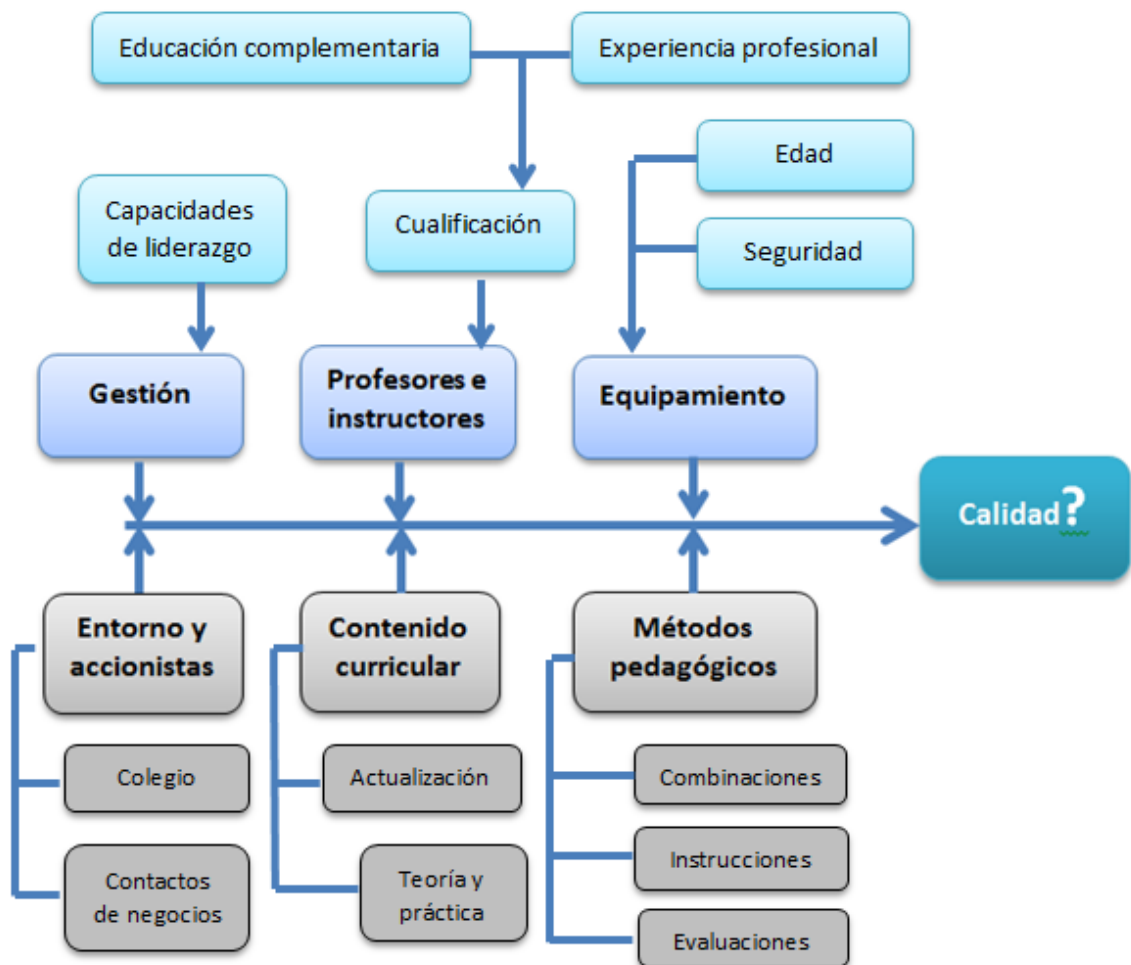 Educación complementaria
Experiencia profesional
Edad
Capacidades
de liderazgo
Cualificación
Seguridad
Gestión
Profesores e
instructores
Equipamiento
Calidad?
Entorno y
accionistas
Contenido
curricular
Métodos
pedagógicos
Colegio
Actualización
Combinaciones
Contactos
de negocios
Teoría y
práctica
Instrucciones
Evaluaciones